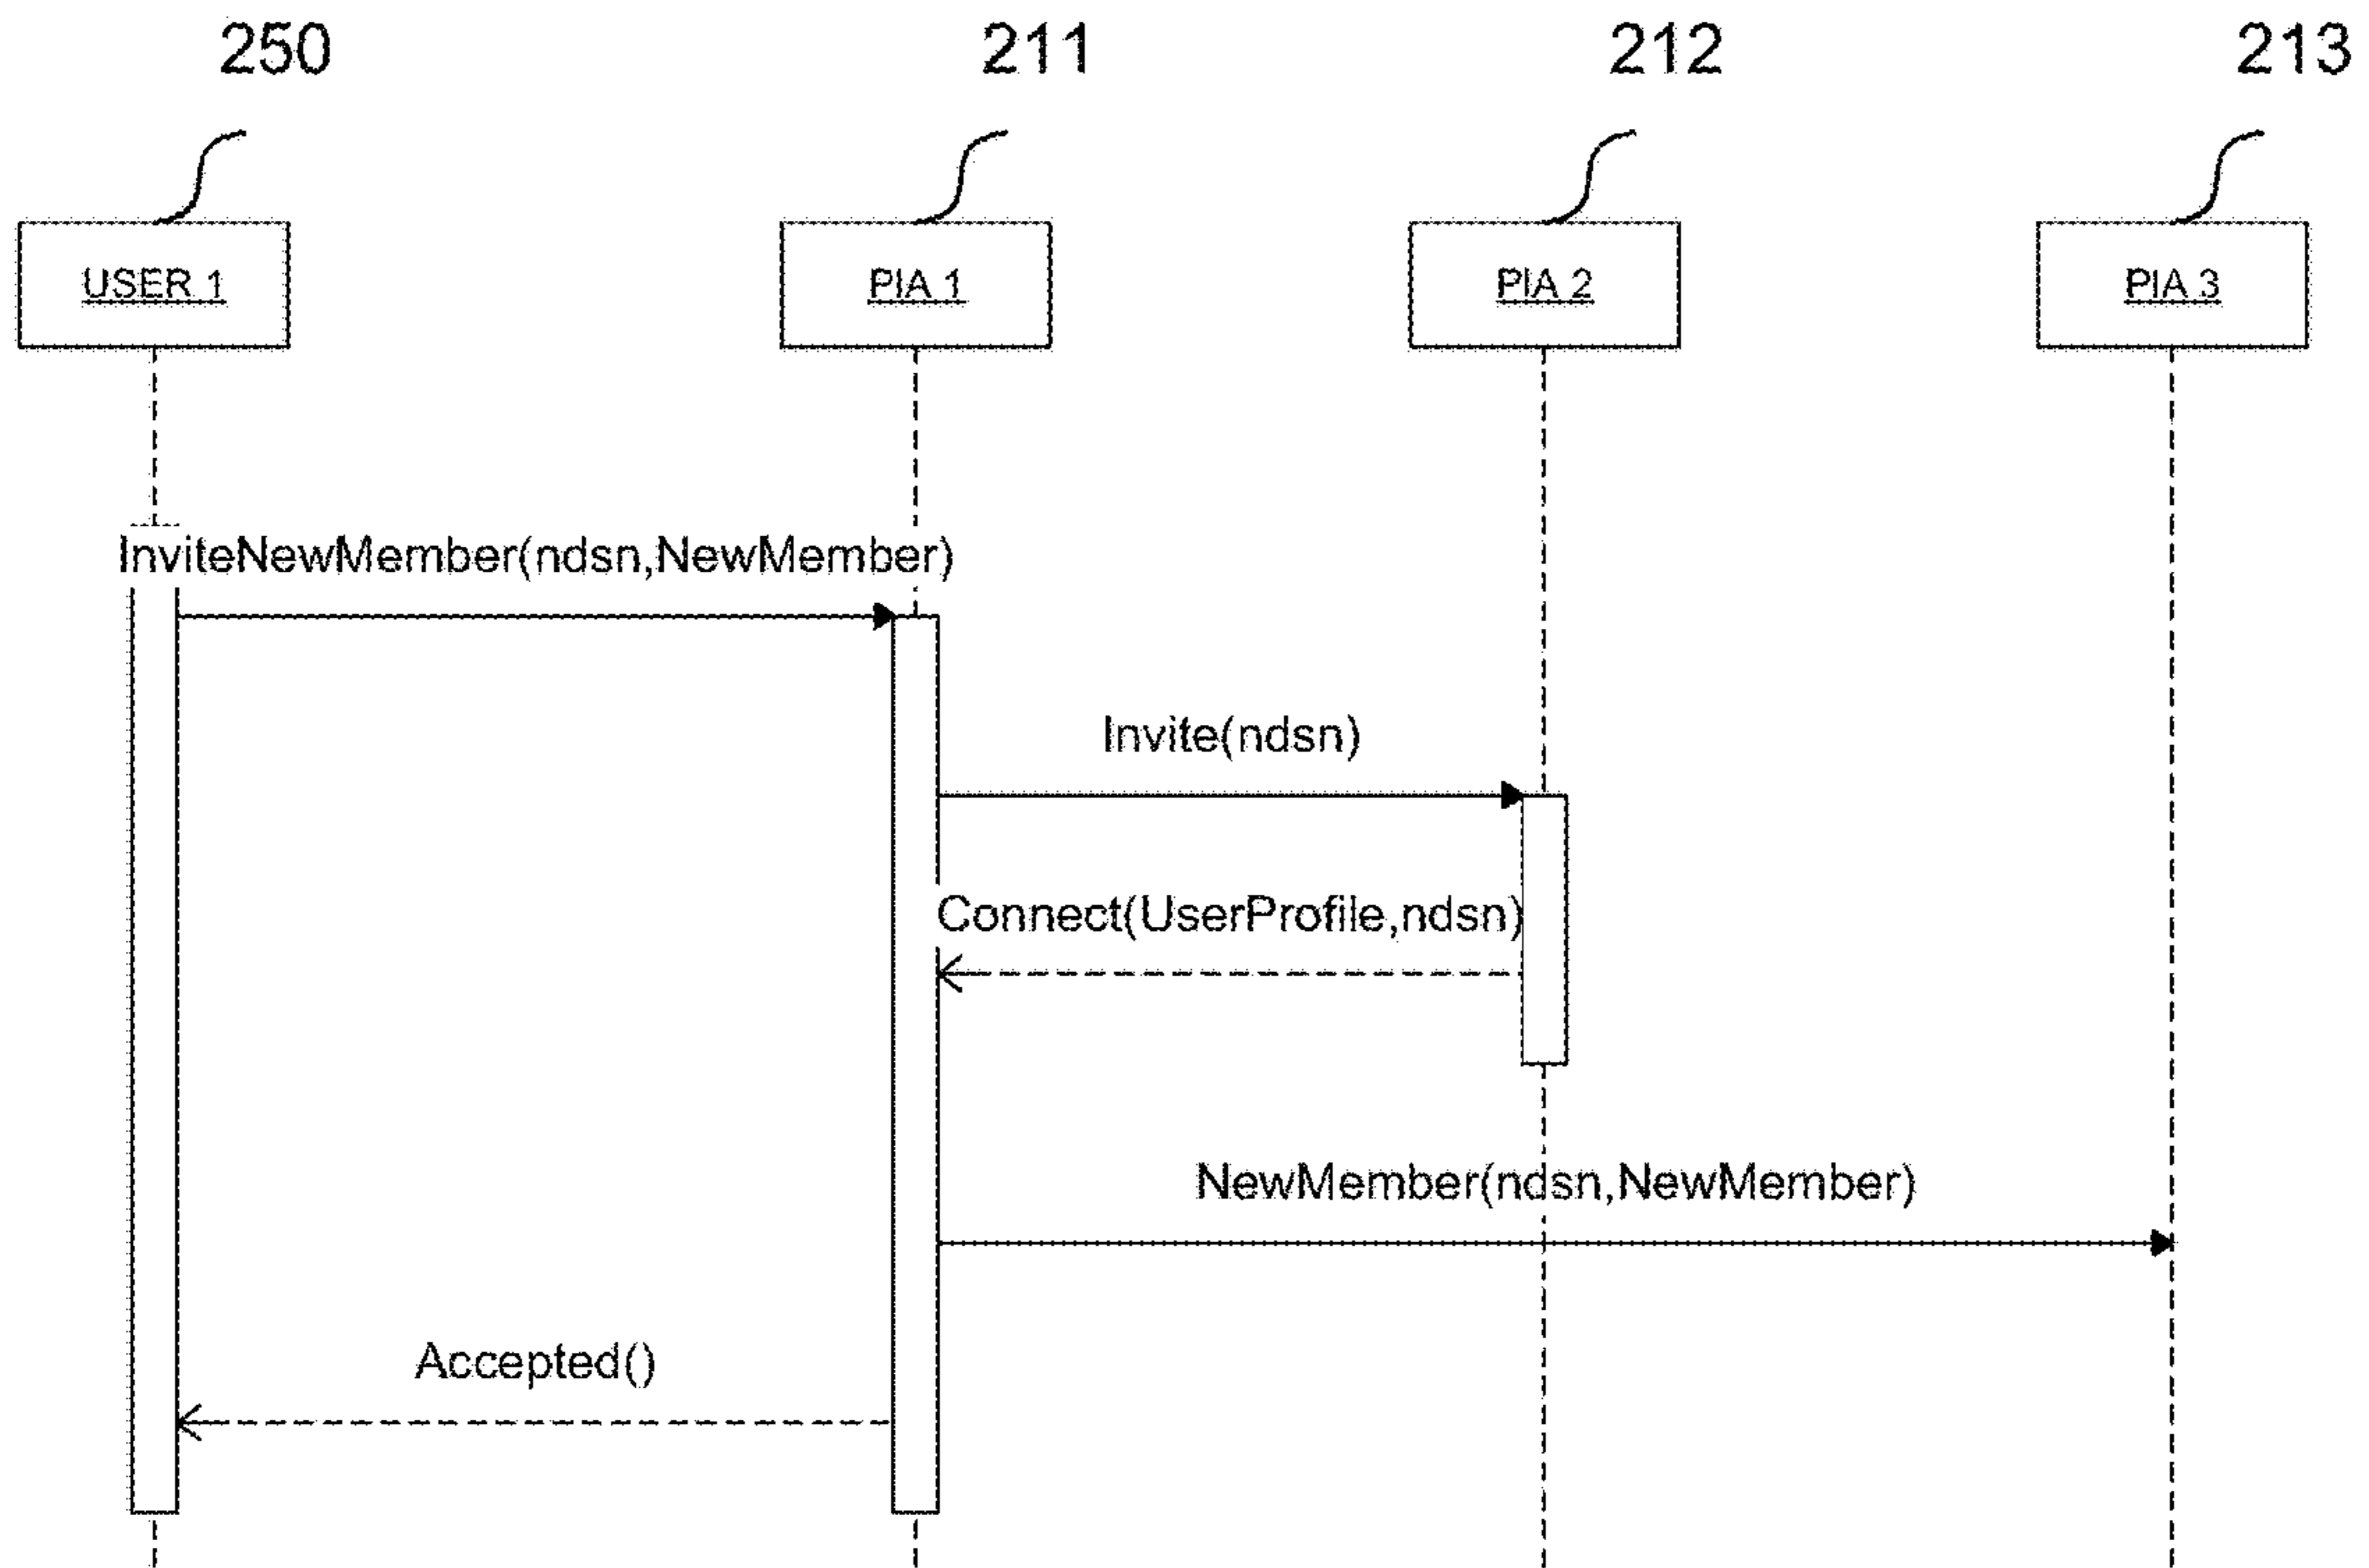 250 211 212 213
USER 1 PIA 1 PIA 2 PIA 3
InviteNewMember(ndsn,NewMember)
Invite(ndsn)
Connect(UserProfile,ndsn)
NewMember(ndsn,NewMember)
Accepted()